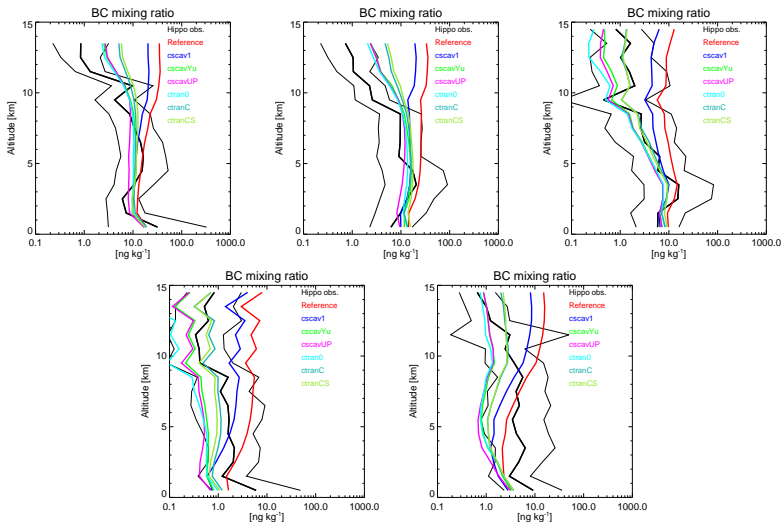 BC mixing ratio
15
10
5
0
Altitude [km]
Hippo obs.
Reference
cscav1
cscavYu
cscavUP
ctran0
ctranC
ctranCS
0.1 1.0 10.0 100.0 1000.0
[ng kg-1]
BC mixing ratio
15
10
5
0
Altitude [km]
Hippo obs.
Reference
cscav1
cscavYu
cscavUP
ctran0
ctranC
ctranCS
0.1 1.0 10.0 100.0 1000.0
[ng kg-1]
BC mixing ratio
15
10
5
0
Altitude [km]
Hippo obs.
Reference
cscav1
cscavYu
cscavUP
ctran0
ctranC
ctranCS
0.1 1.0 10.0 100.0 1000.0
[ng kg-1]
BC mixing ratio
15
10
5
0
Altitude [km]
Hippo obs.
Reference
cscav1
cscavYu
cscavUP
ctran0
ctranC
ctranCS
0.1 1.0 10.0 100.0 1000.0
[ng kg-1]
BC mixing ratio
15
10
5
0
Altitude [km]
Hippo obs.
Reference
cscav1
cscavYu
cscavUP
ctran0
ctranC
ctranCS
0.1 1.0 10.0 100.0 1000.0
[ng kg-1]